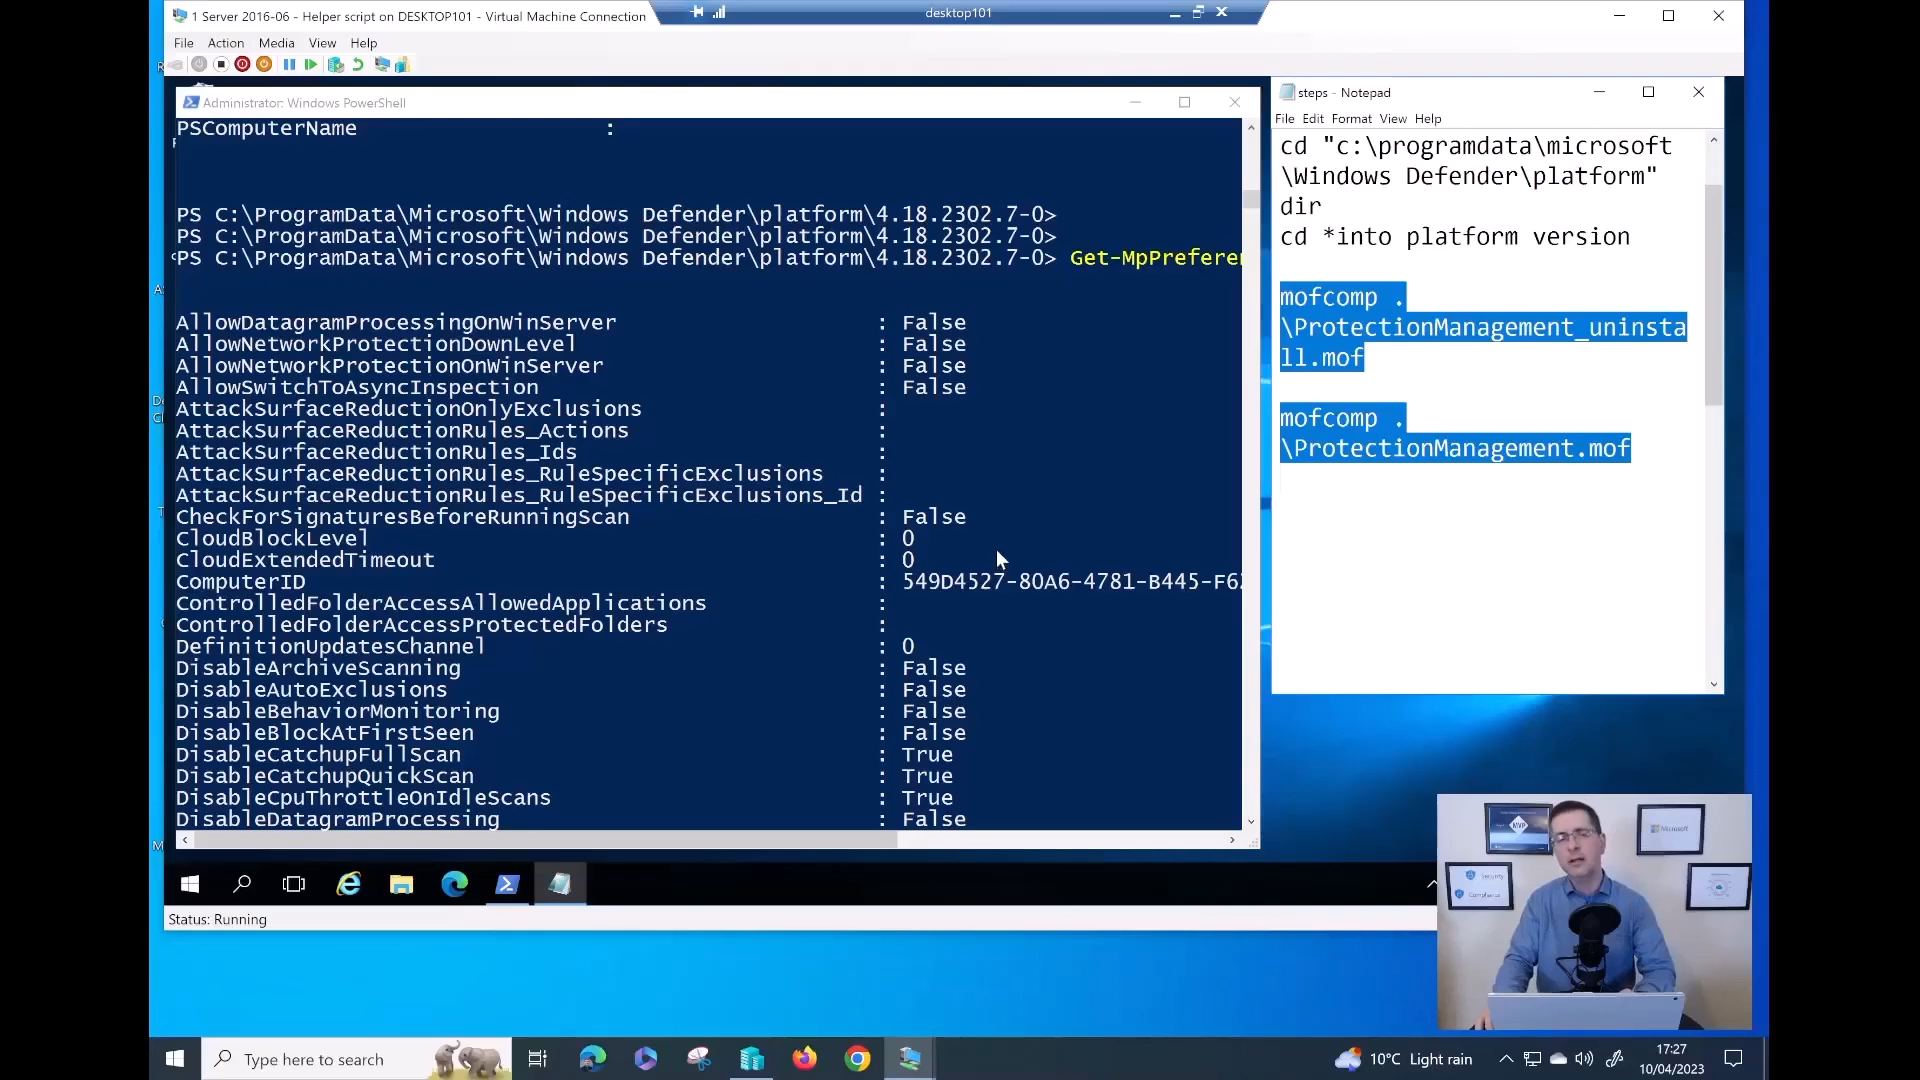 1 Server 2016-06 - Helper script on DESKTOP101 - Virtual Machine Connection
desktop101
File Action Media View Help
Administrator: Windows PowerShell
PSComputerName :
PS C:\ProgramData\Microsoft\Windows Defender\platform\4.18.2302.7-0>
PS C:\ProgramData\Microsoft\Windows Defender\platform\4.18.2302.7-0>
PS C:\ProgramData\Microsoft\Windows Defender\platform\4.18.2302.7-0> Get-MpPreferen
AllowDatagramProcessingOnWinServer : False
AllowNetworkProtectionDownLevel : False
AllowNetworkProtectionOnWinServer : False
AllowSwitchToAsyncInspection : False
AttackSurfaceReductionOnlyExclusions :
AttackSurfaceReductionRules_Actions :
AttackSurfaceReductionRules_Ids :
AttackSurfaceReductionRules_RuleSpecificExclusions :
AttackSurfaceReductionRules_RuleSpecificExclusions_Id :
CheckForSignaturesBeforeRunningScan : False
CloudBlockLevel : 0
CloudExtendedTimeout : 0
ComputerID : 549D4527-80A6-4781-B445-F6
ControlledFolderAccessAllowedApplications :
ControlledFolderAccessProtectedFolders :
DefinitionUpdatesChannel : 0
DisableArchiveScanning : False
DisableAutoExclusions : False
DisableBehaviorMonitoring : False
DisableBlockAtFirstSeen : False
DisableCatchupFullScan : True
DisableCatchupQuickScan : True
DisableCpuThrottleOnIdleScans : True
DisableDatagramProcessing : False
steps - Notepad
File Edit Format View Help
cd "c:\programdata\microsoft
\Windows Defender\platform"
dir
cd *into platform version
mofcomp .
\ProtectionManagement_uninsta
ll.mof
mofcomp .
\ProtectionManagement.mof
Status: Running
MVP
Microsoft
Security
Compliance
Type here to search
10°C Light rain
17:27
10/04/2023